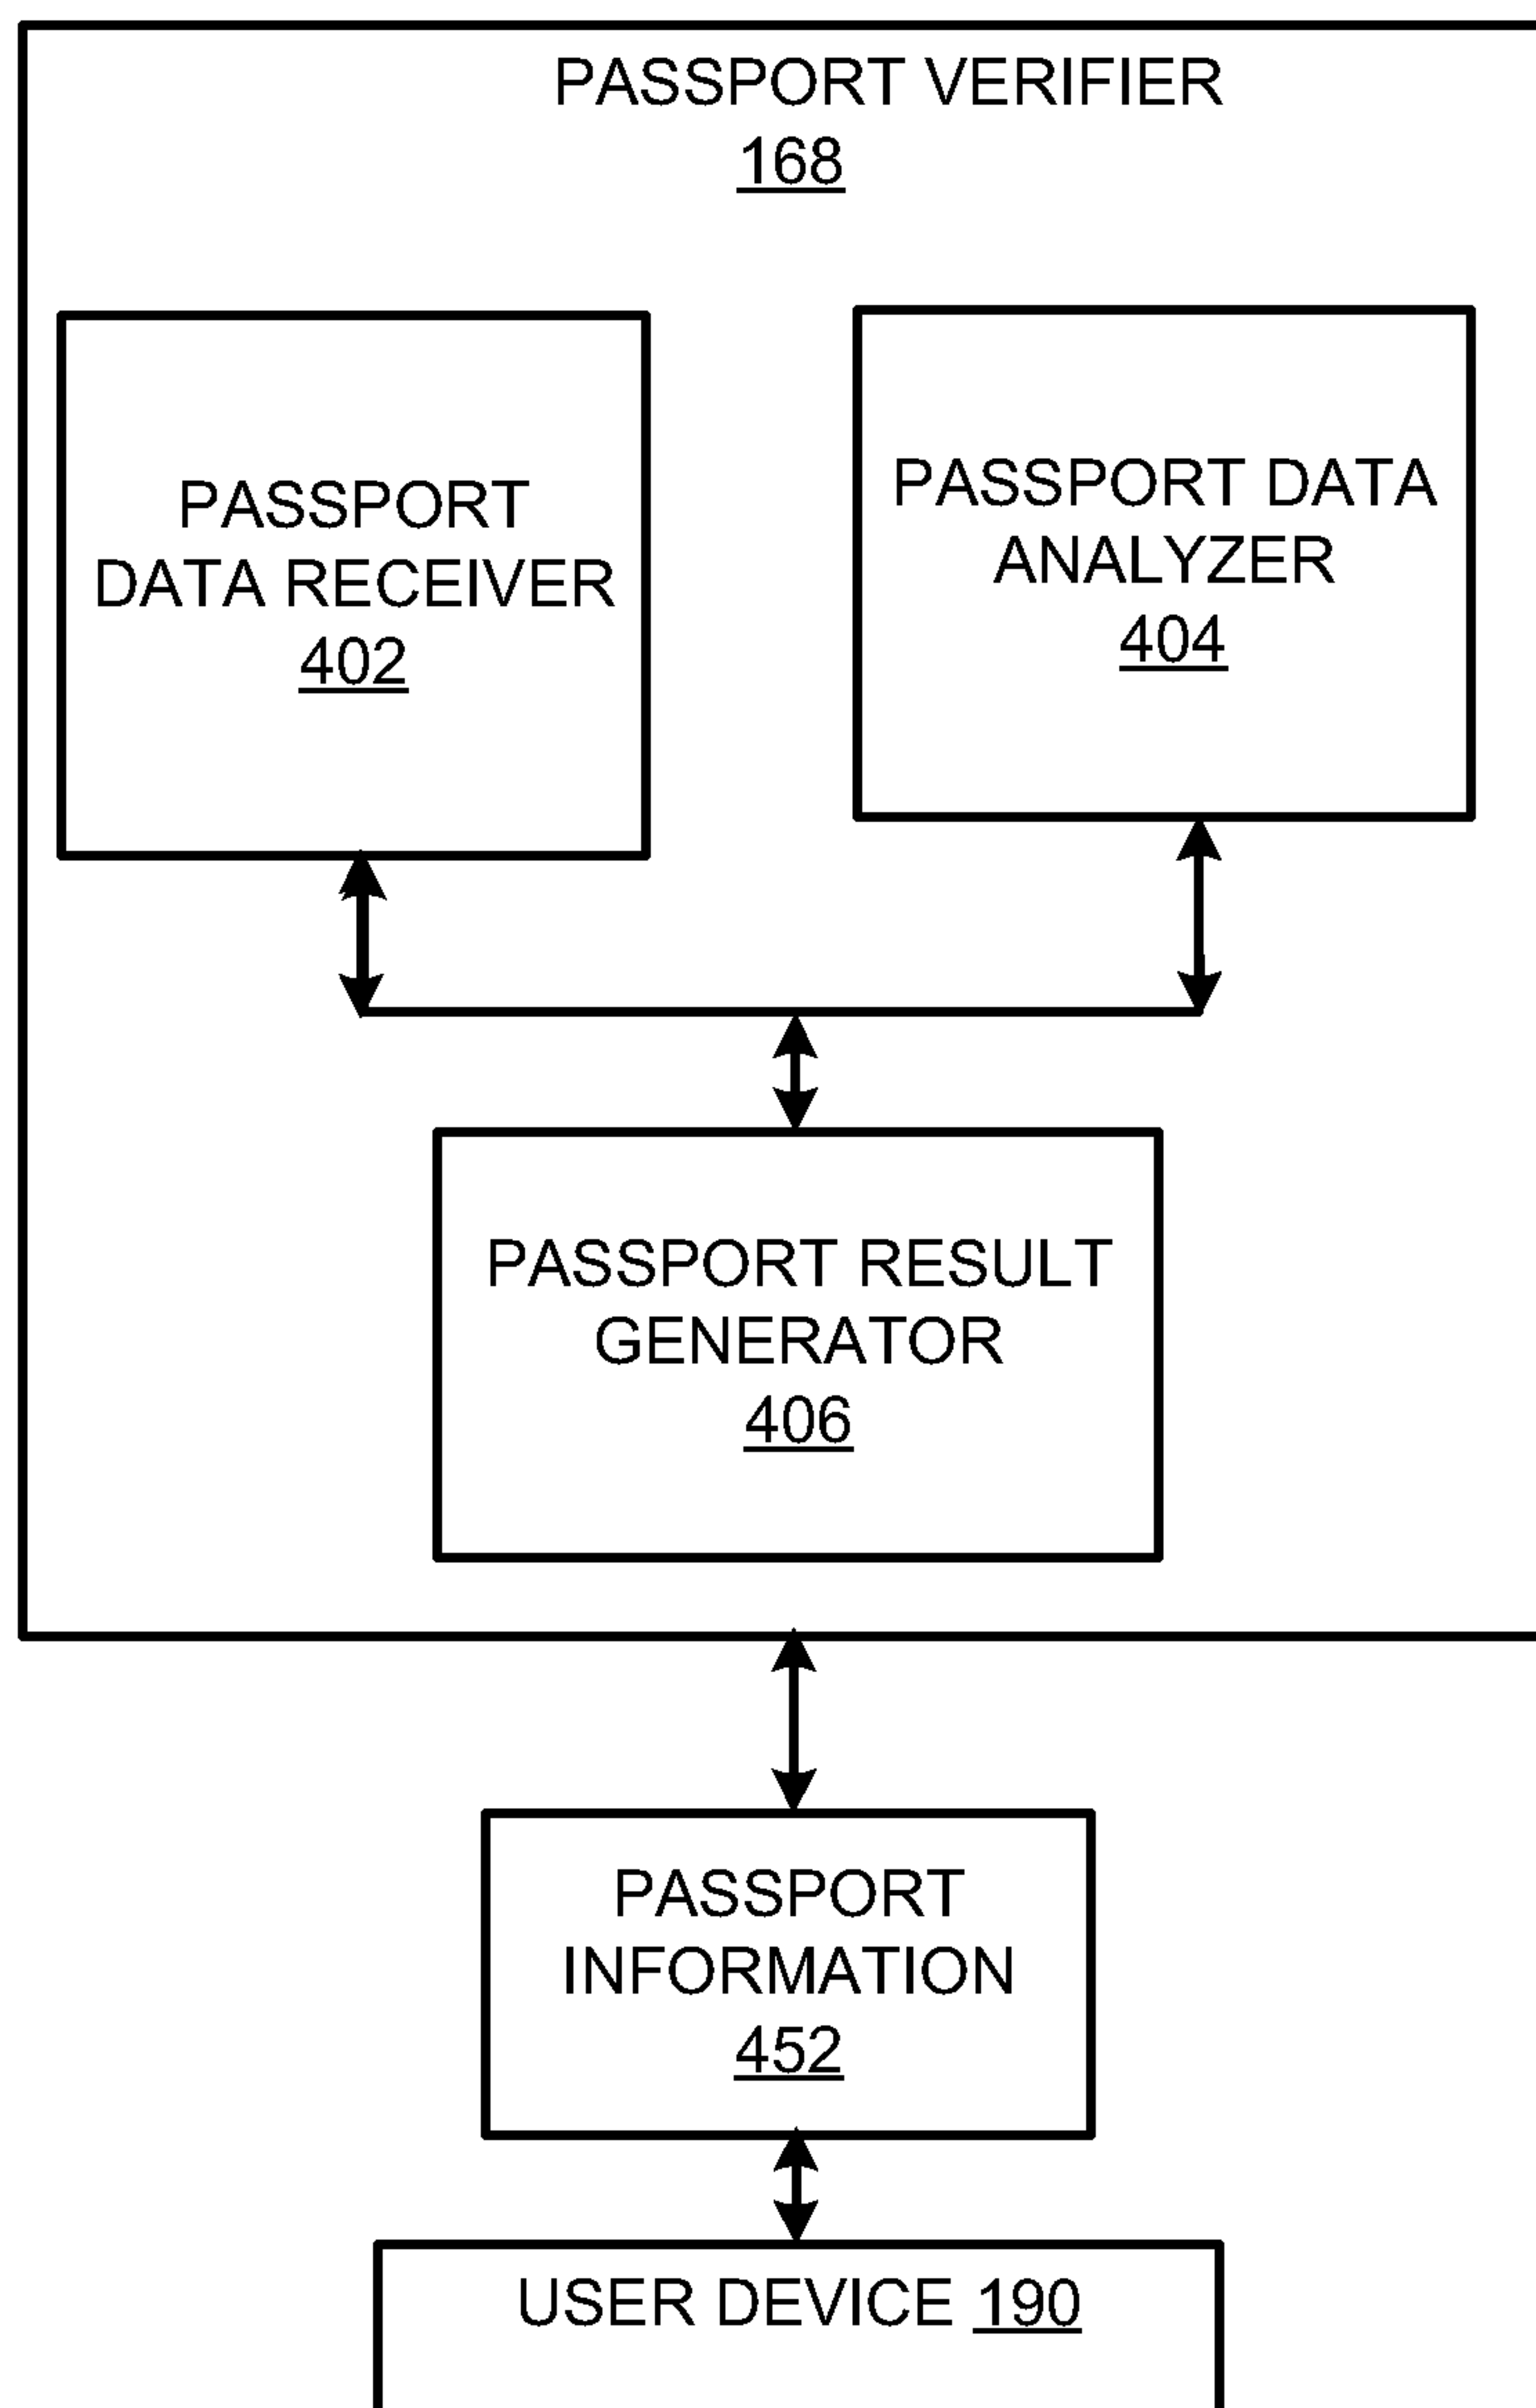 PASSPORT VERIFIER
168
PASSPORT
DATA RECEIVER
402
PASSPORT DATA
ANALYZER
404
PASSPORT RESULT
GENERATOR
406
PASSPORT
INFORMATION
452
USER DEVICE 190